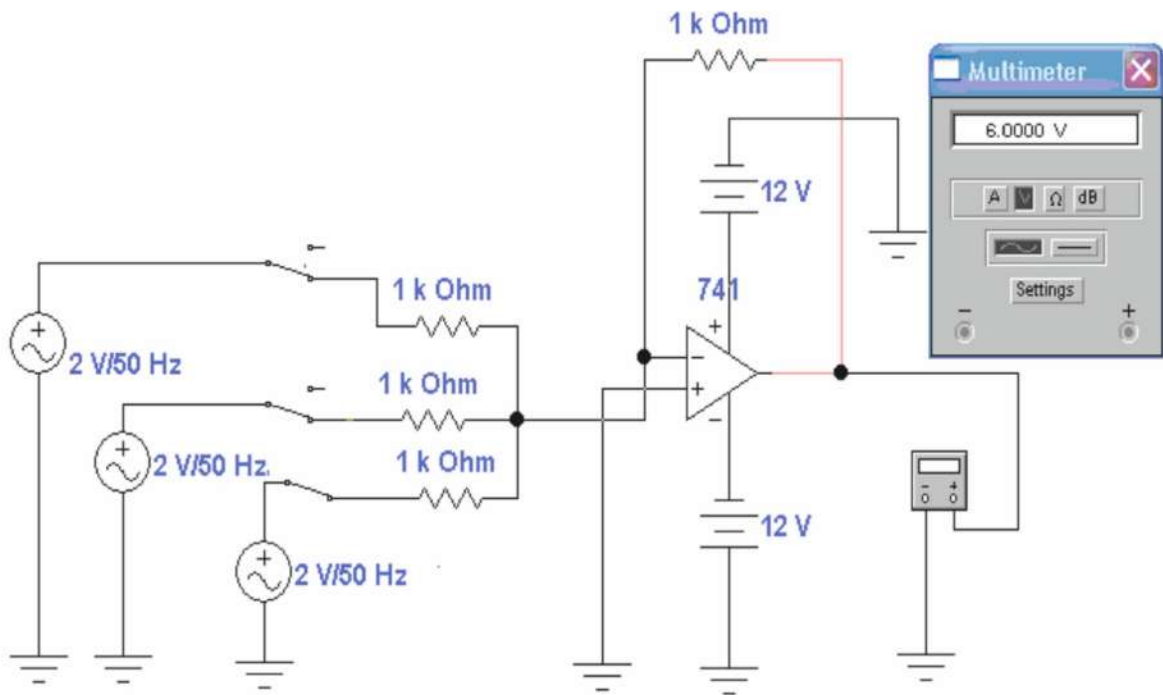 1 k Ohm
Multimeter
6.0000 V
12 V
A V Ω dB
1 k Ohm
741
Settings
+
-
- +
2 V/50 Hz
+
-
+
1 k Ohm
+
-
2 V/50 Hz.
+
1 k Ohm
- +
12 V
2 V/50 Hz
+